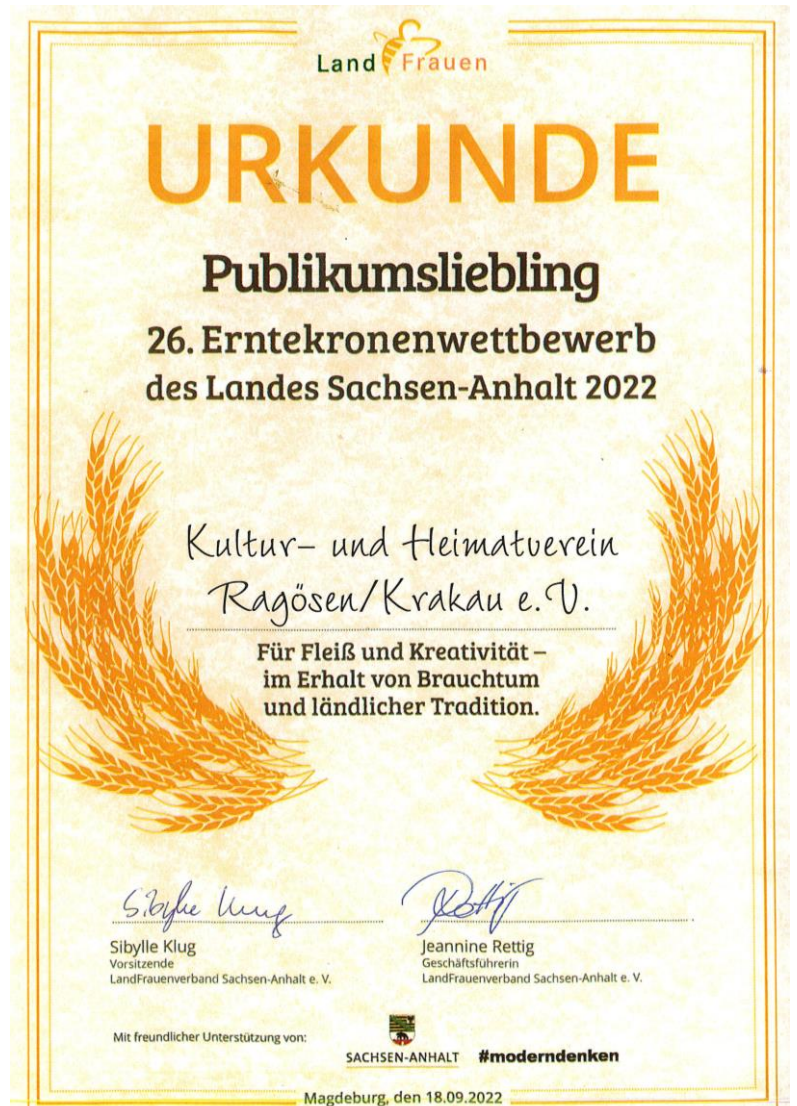 Land Frauen
URKUNDE
Publikumsliebling
26. Erntekronenwettbewerb
des Landes Sachsen-Anhalt 2022
Kultur- und Heimatverein
Ragösen/Krakau e.V.
Für Fleiß und Kreativität –
im Erhalt von Brauchtum
und ländlicher Tradition.
Sibylle Klug
Rettig
Sibylle Klug
Vorsitzende
LandFrauenverband Sachsen-Anhalt e. V.
Jeannine Rettig
Geschäftsführerin
LandFrauenverband Sachsen-Anhalt e. V.
Mit freundlicher Unterstützung von:
SACHSEN-ANHALT #moderndenken
Magdeburg, den 18.09.2022